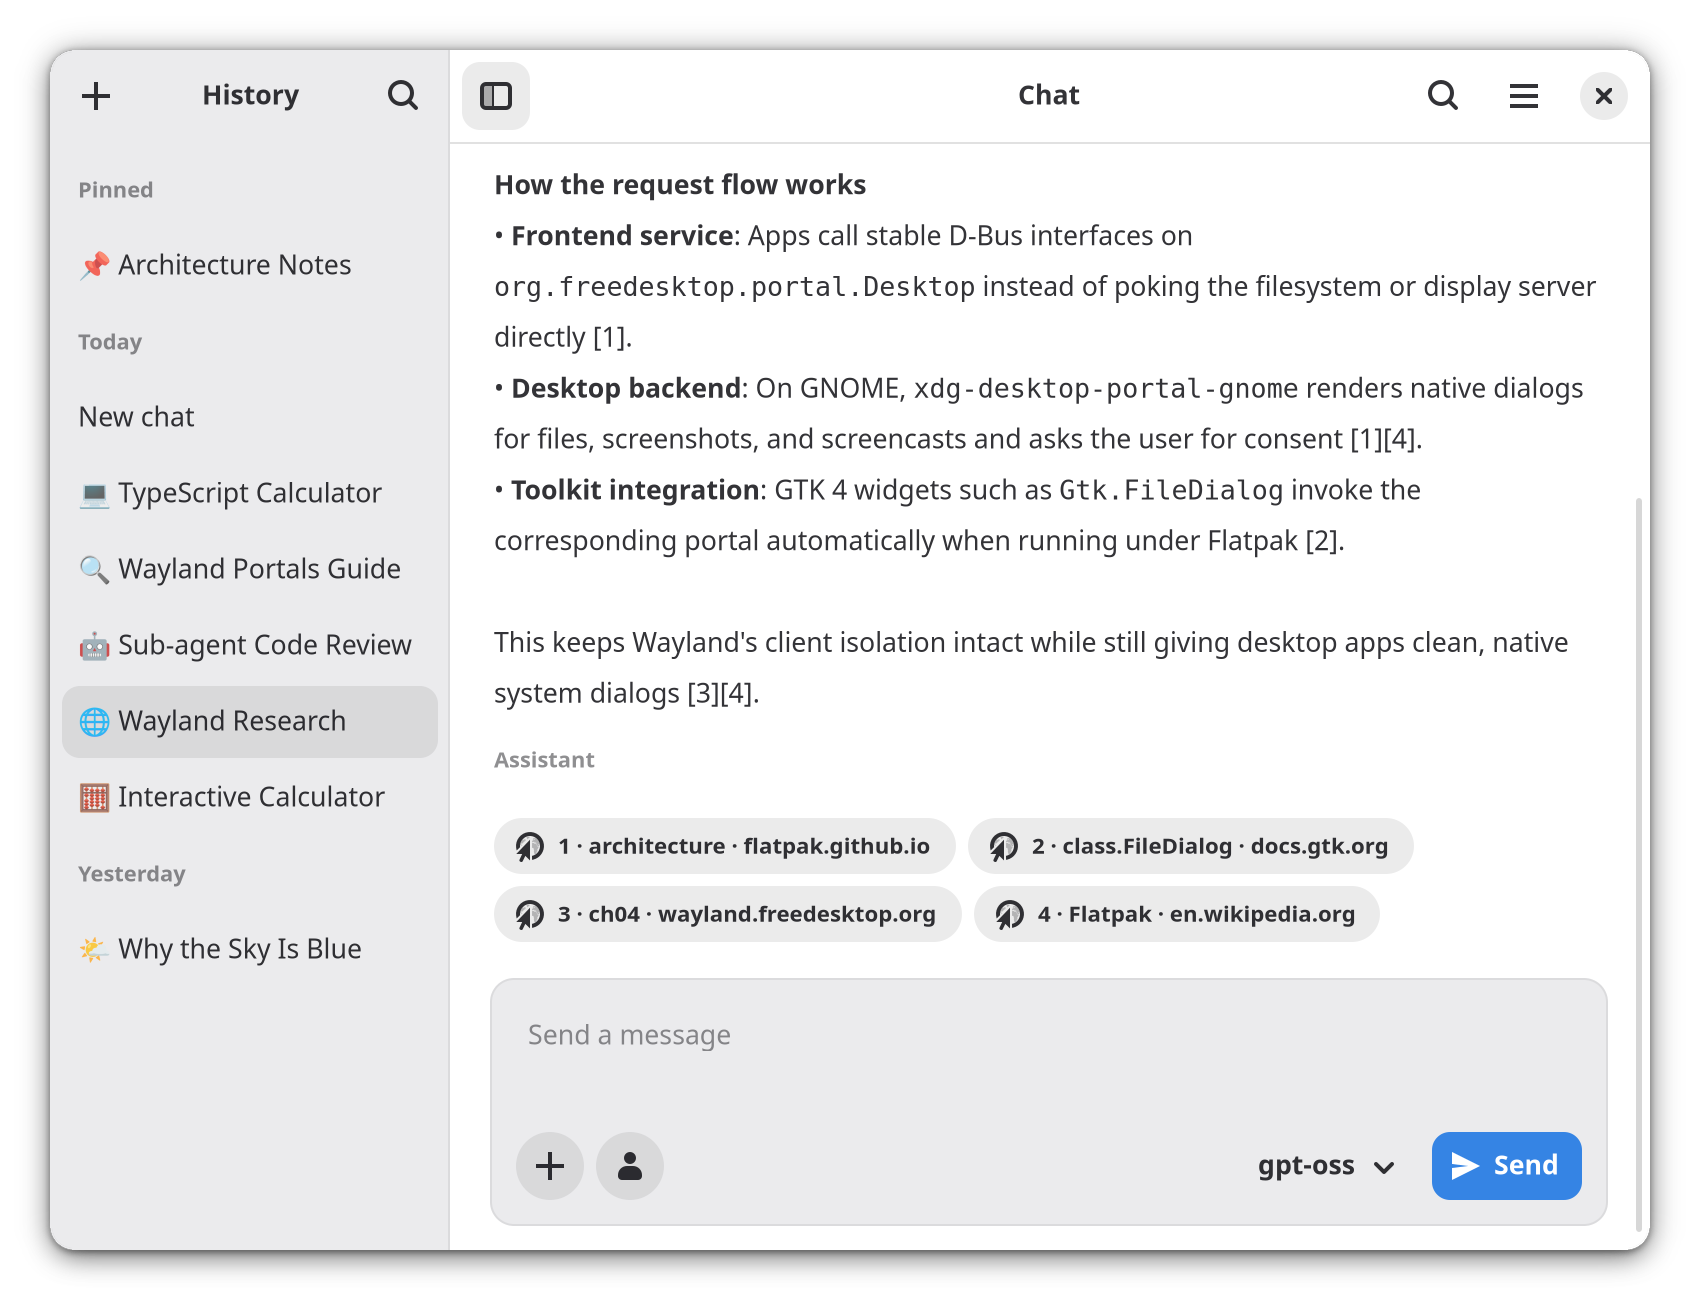 History
Pinned
📌 Architecture Notes
Today
New chat
💻 TypeScript Calculator
🔍 Wayland Portals Guide
🤖 Sub-agent Code Review
🌐 Wayland Research
🧮 Interactive Calculator
Yesterday
🌤️ Why the Sky Is Blue
Chat
How the request flow works
• Frontend service: Apps call stable D-Bus interfaces on
org.freedesktop.portal.Desktop instead of poking the filesystem or display server
directly [1].
• Desktop backend: On GNOME, xdg-desktop-portal-gnome renders native dialogs
for files, screenshots, and screencasts and asks the user for consent [1][4].
• Toolkit integration: GTK 4 widgets such as Gtk.FileDialog invoke the
corresponding portal automatically when running under Flatpak [2].
This keeps Wayland's client isolation intact while still giving desktop apps clean, native
system dialogs [3][4].
Assistant
1 · architecture · flatpak.github.io
2 · class.FileDialog · docs.gtk.org
3 · ch04 · wayland.freedesktop.org
4 · Flatpak · en.wikipedia.org
Send a message
gpt-oss
Send